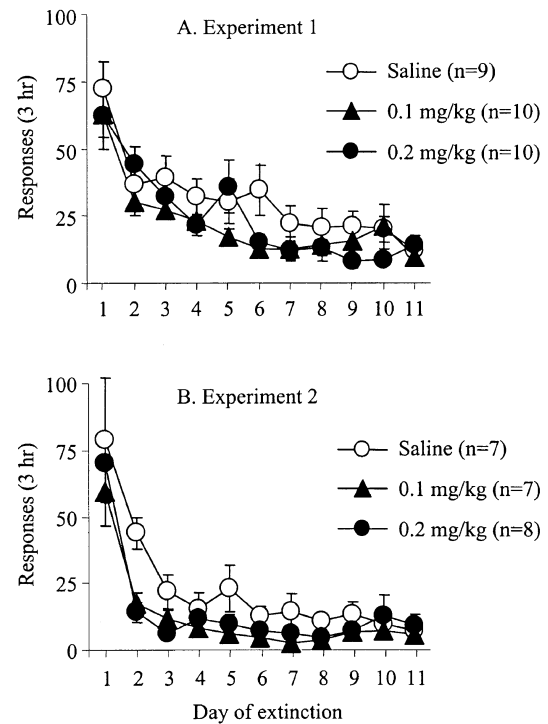 A. Experiment 1
Responses (3 hr)
100
75
50
25
0
Saline (n=9)
0.1 mg/kg (n=10)
0.2 mg/kg (n=10)
1 2 3 4 5 6 7 8 9 10 11
B. Experiment 2
Responses (3 hr)
100
75
50
25
0
Saline (n=7)
0.1 mg/kg (n=7)
0.2 mg/kg (n=8)
1 2 3 4 5 6 7 8 9 10 11
Day of extinction